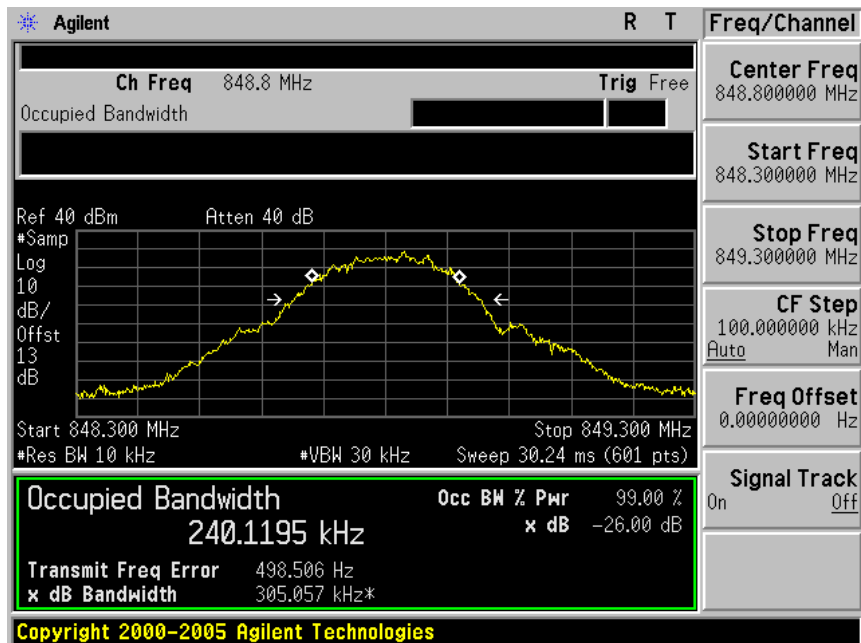 Agilent R T
Freq/Channel
Ch Freq 848.8 MHz Trig Free
Occupied Bandwidth
Center Freq
848.800000 MHz
Start Freq
848.300000 MHz
Stop Freq
849.300000 MHz
CF Step
100.000000 kHz
Auto Man
Freq Offset
0.00000000 Hz
Signal Track
On Off
Ref 40 dBm Atten 40 dB
#Samp
Log
10
dB/
Offst
13
dB
Start 848.300 MHz Stop 849.300 MHz
#Res BW 10 kHz #VBW 30 kHz Sweep 30.24 ms (601 pts)
Occupied Bandwidth
240.1195 kHz
Occ BW % Pwr 99.00 %
x dB -26.00 dB
Transmit Freq Error 498.506 Hz
x dB Bandwidth 305.057 kHz*
Copyright 2000-2005 Agilent Technologies